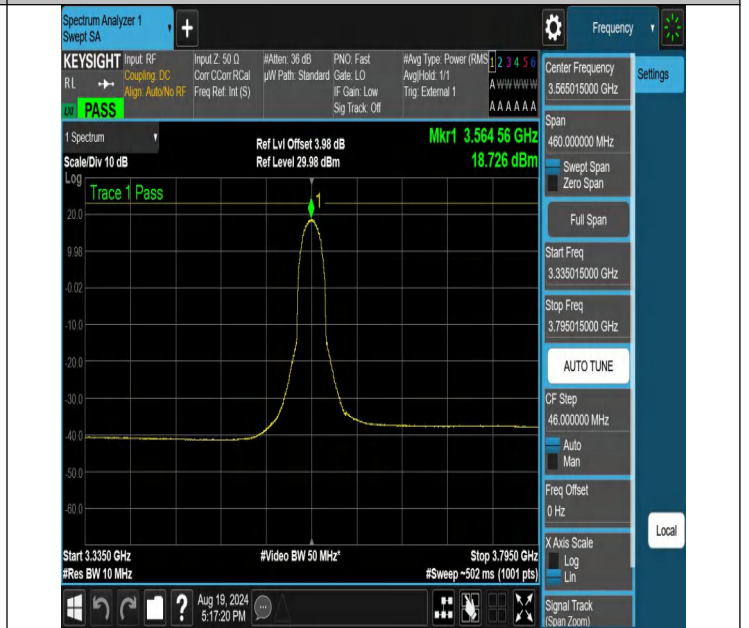 Spectrum Analyzer 1
Swept SA
+
Frequency
KEYSIGHT
RL
PASS
Input: RF
Coupling: DC
Align: Auto/No RF
Input Z: 50 Ω
Corr CCorr RCal
Freq Ref: Int (S)
#Atten: 36 dB
µW Path: Standard
PNO: Fast
Gate: LO
IF Gain: Low
Sig Track: Off
#Avg Type: Power (RMS
Avg|Hold: 1/1
Trig: External 1
1 2 3 4 5 6
A W W W W W
A A A A A A
Center Frequency
3.565015000 GHz
Settings
Span
460.000000 MHz
Swept Span
Zero Span
Full Span
Start Freq
3.335015000 GHz
Stop Freq
3.795015000 GHz
AUTO TUNE
CF Step
46.000000 MHz
Auto
Man
Freq Offset
0 Hz
X Axis Scale
Log
Lin
Local
Signal Track
(Span Zoom)
1 Spectrum
Scale/Div 10 dB
Ref Lvl Offset 3.98 dB
Ref Level 29.98 dBm
Mkr1 3.564 56 GHz
18.726 dBm
Log
Trace 1 Pass
1
20.0
9.98
-0.02
-10.0
-20.0
-30.0
-40.0
-50.0
-60.0
Start 3.3350 GHz
#Res BW 10 MHz
#Video BW 50 MHz*
Stop 3.7950 GHz
#Sweep ~502 ms (1001 pts)
?
Aug 19, 2024
5:17:20 PM